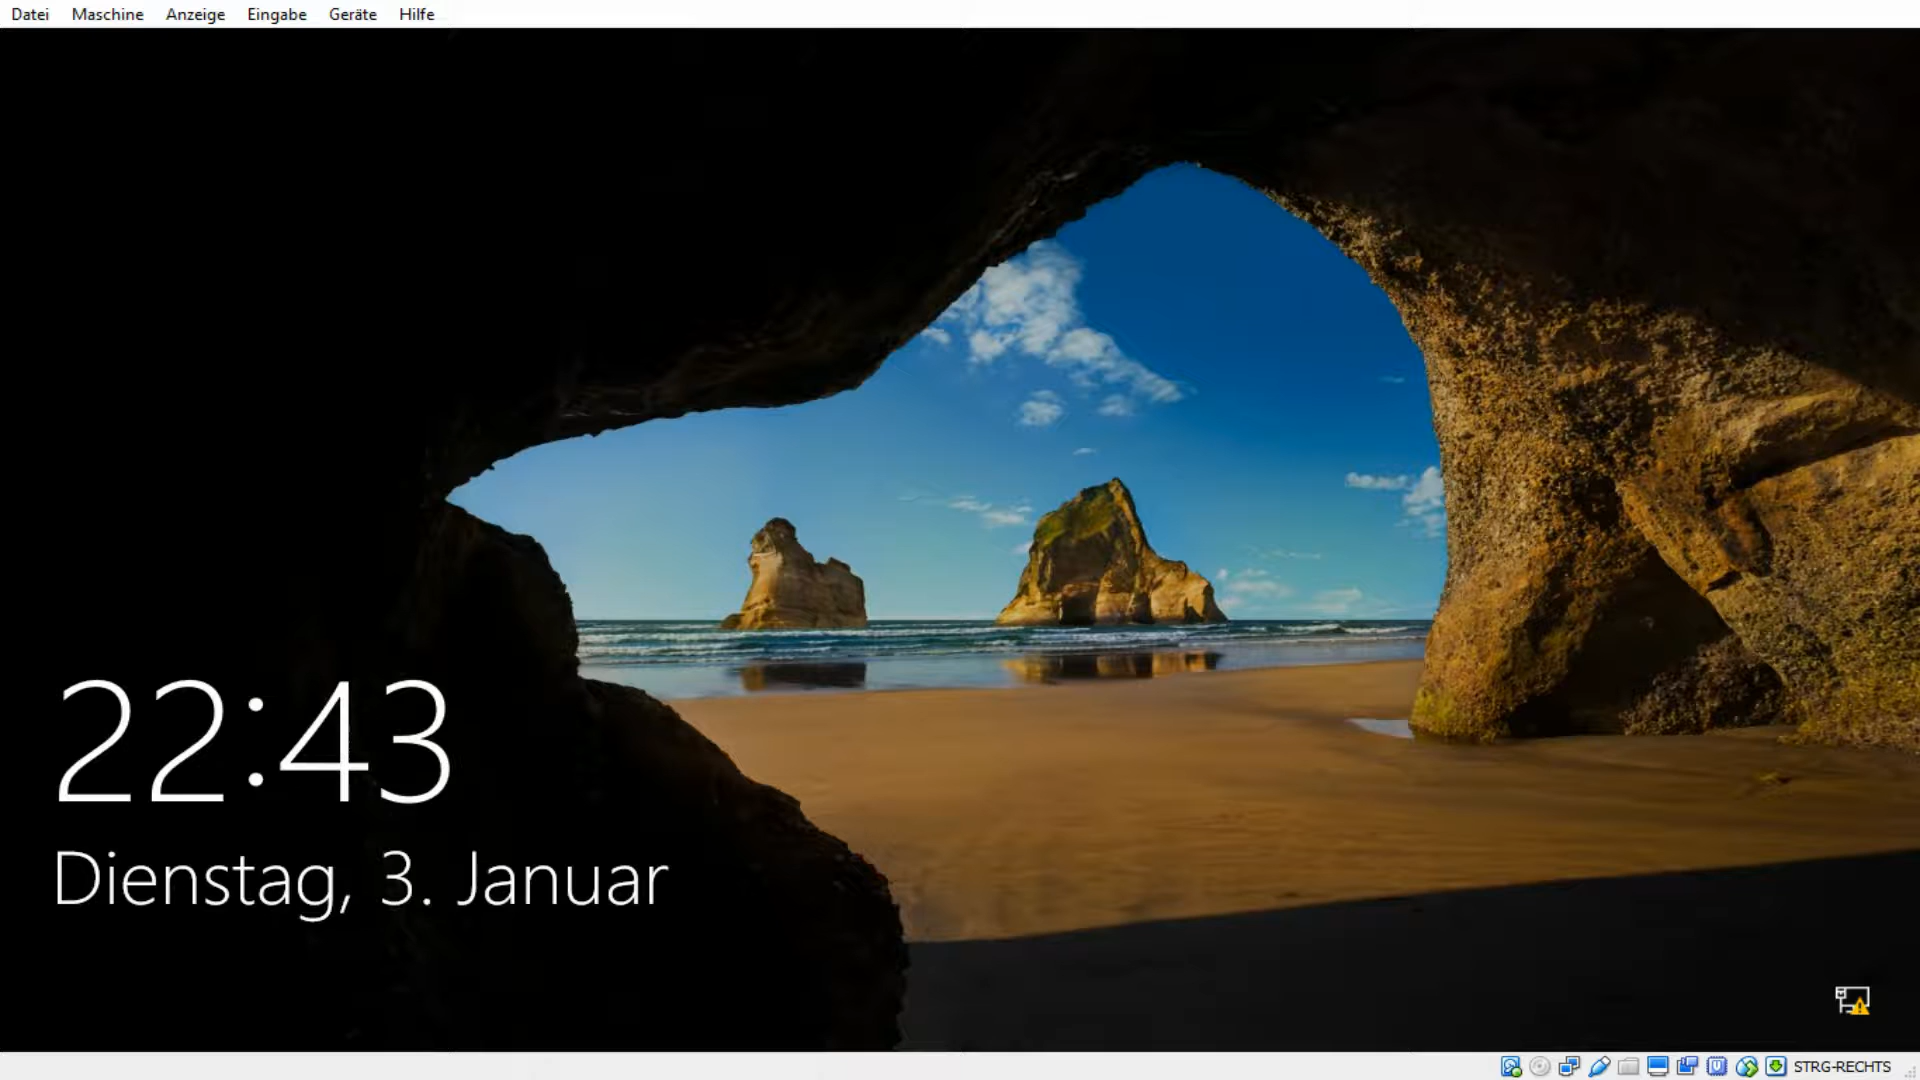 Datei Maschine Anzeige Eingabe Geräte Hilfe
22:43
Dienstag, 3. Januar
STRG-RECHTS